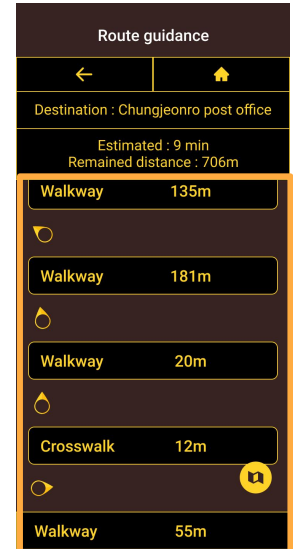 Route guidance
Destination : Chungjeonro post office
Estimated : 9 min
Remained distance : 706m
Walkway 135m
Walkway 181m
Walkway 20m
Crosswalk 12m
Walkway 55m